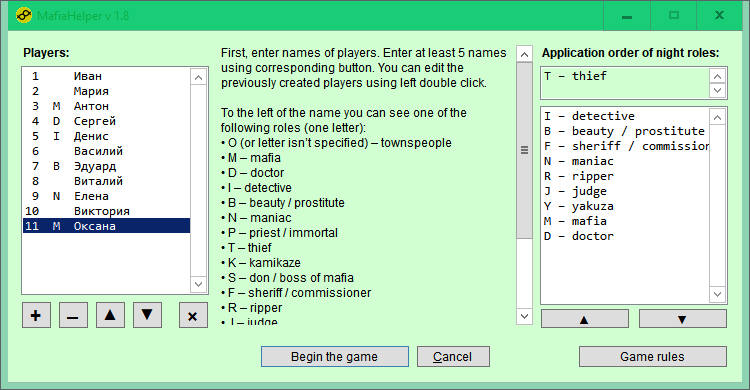 MafiaHelper v 1.8
Players:
1 Иван
2 Мария
3 M Антон
4 D Сергей
5 I Денис
6 Василий
7 B Эдуард
8 Виталий
9 N Елена
10 Виктория
11 M Оксана
First, enter names of players. Enter at least 5 names
using corresponding button. You can edit the
previously created players using left double click.
To the left of the name you can see one of the
following roles (one letter):
• O (or letter isn't specified) – townspeople
• M – mafia
• D – doctor
• I – detective
• B – beauty / prostitute
• N – maniac
• P – priest / immortal
• T – thief
• K – kamikaze
• S – don / boss of mafia
• F – sheriff / commissioner
• R – ripper
• J – judge
Application order of night roles:
T – thief
I – detective
B – beauty / prostitute
F – sheriff / commission
N – maniac
R – ripper
J – judge
Y – yakuza
M – mafia
D – doctor
+ – ▲ ▼ ×
▲ ▼
Begin the game
Cancel
Game rules